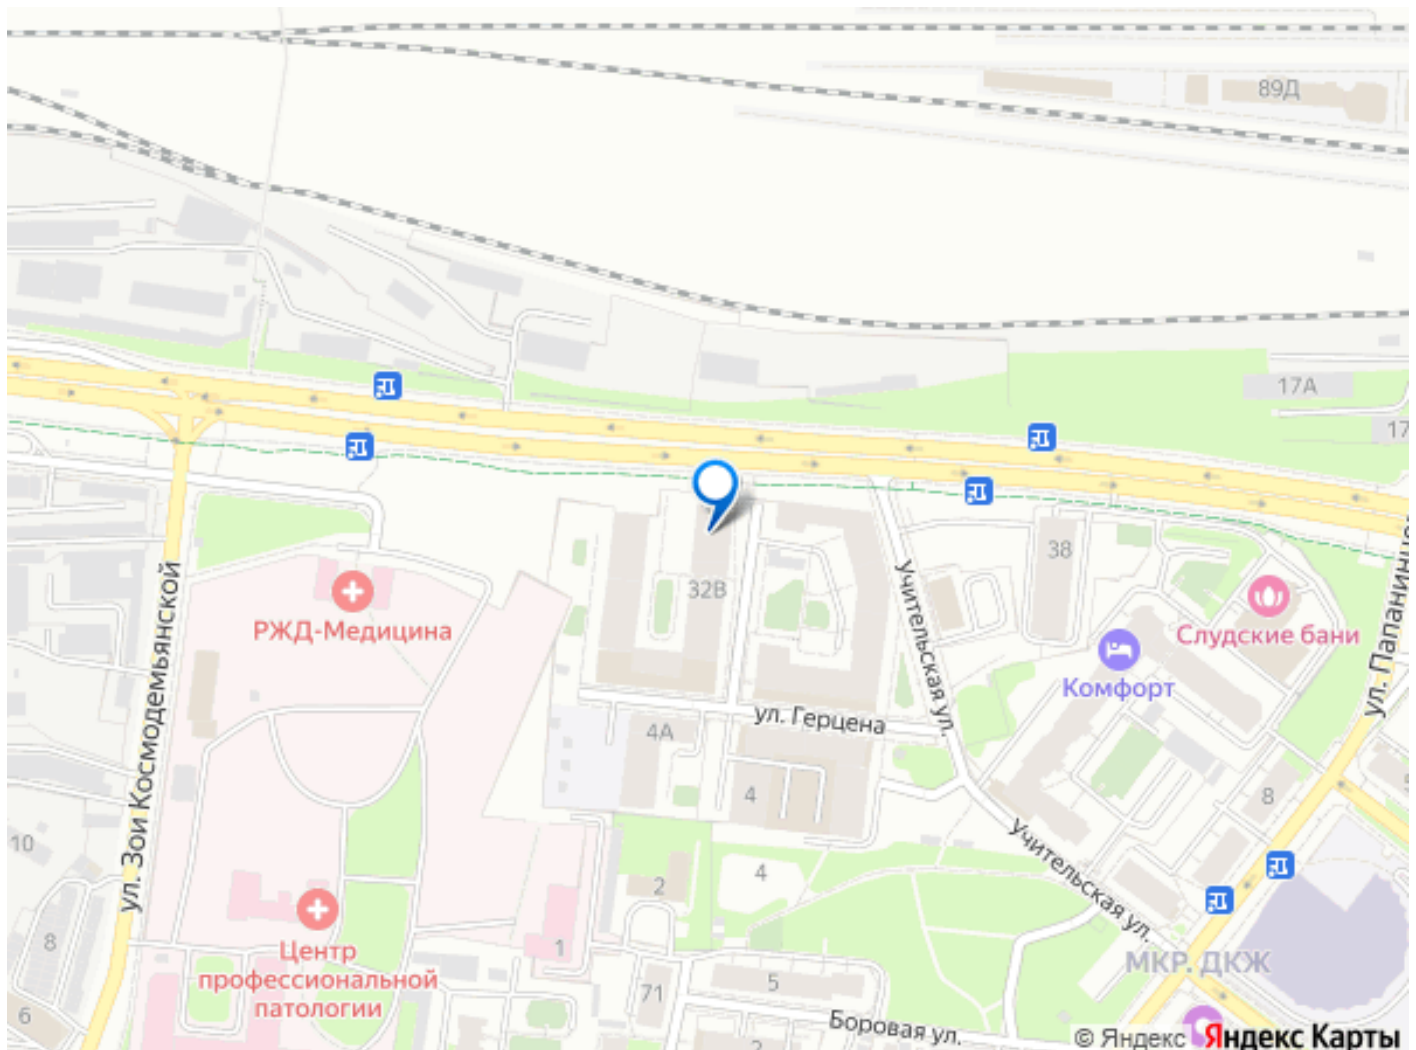 89Д
17А
17
38
32В
РЖД-Медицина
ул. Зои Космодемьянской
Учительская ул.
Слудские бани
Комфорт
ул. Папанинцев
ул. Герцена
4А
4
8
10
Учительская ул.
2
4
8
1
Центр
профессиональной
патологии
МКР. ДКЖ
5
71
6
Боровая ул.
2
© Яндекс Яндекс Карты